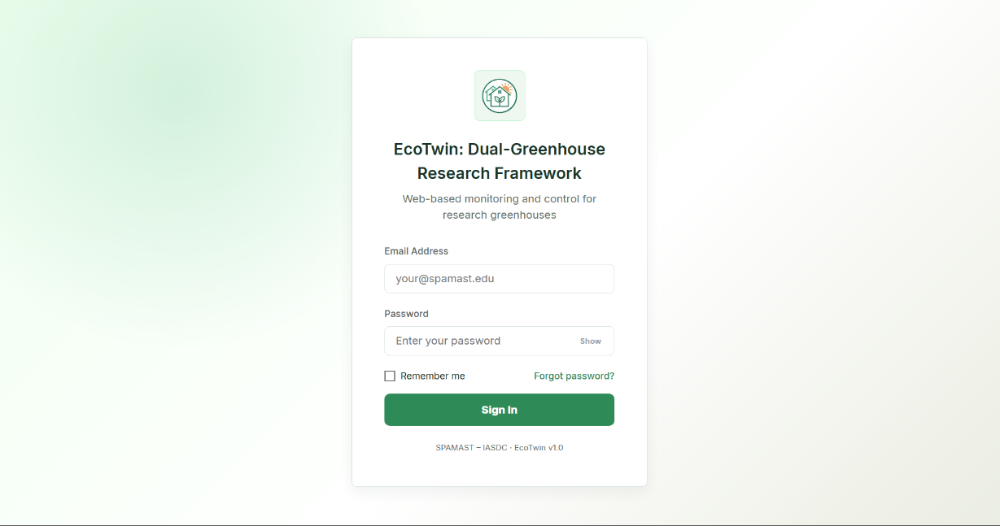 EcoTwin: Dual-Greenhouse
Research Framework
Web-based monitoring and control for
research greenhouses
Email Address
your@spamast.edu
Password
Enter your password Show
Remember me Forgot password?
Sign In
SPAMAST – IASDC · EcoTwin v1.0